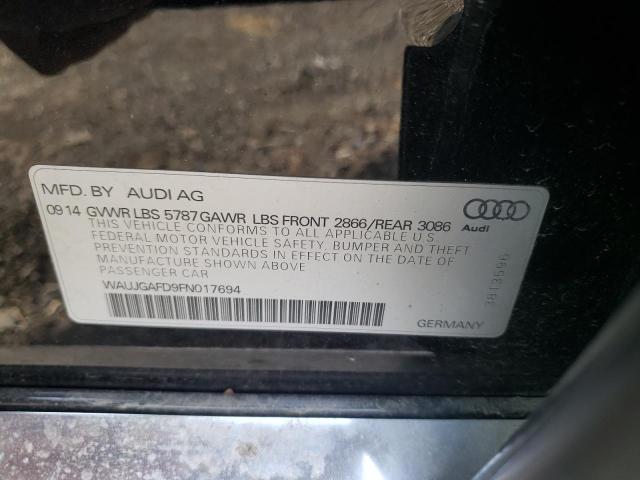 MFD. BY AUDI AG
09 14 GVWR LBS 5787 GAWR LBS FRONT 2866/REAR 3086
THIS VEHICLE CONFORMS TO ALL APPLICABLE U S
FEDERAL MOTOR VEHICLE SAFETY, BUMPER AND THEFT
PREVENTION STANDARDS IN EFFECT ON THE DATE OF
MANUFACTURE SHOWN ABOVE
PASSENGER CAR
WAUJGAFD9FN017694
Audi
3813596
GERMANY